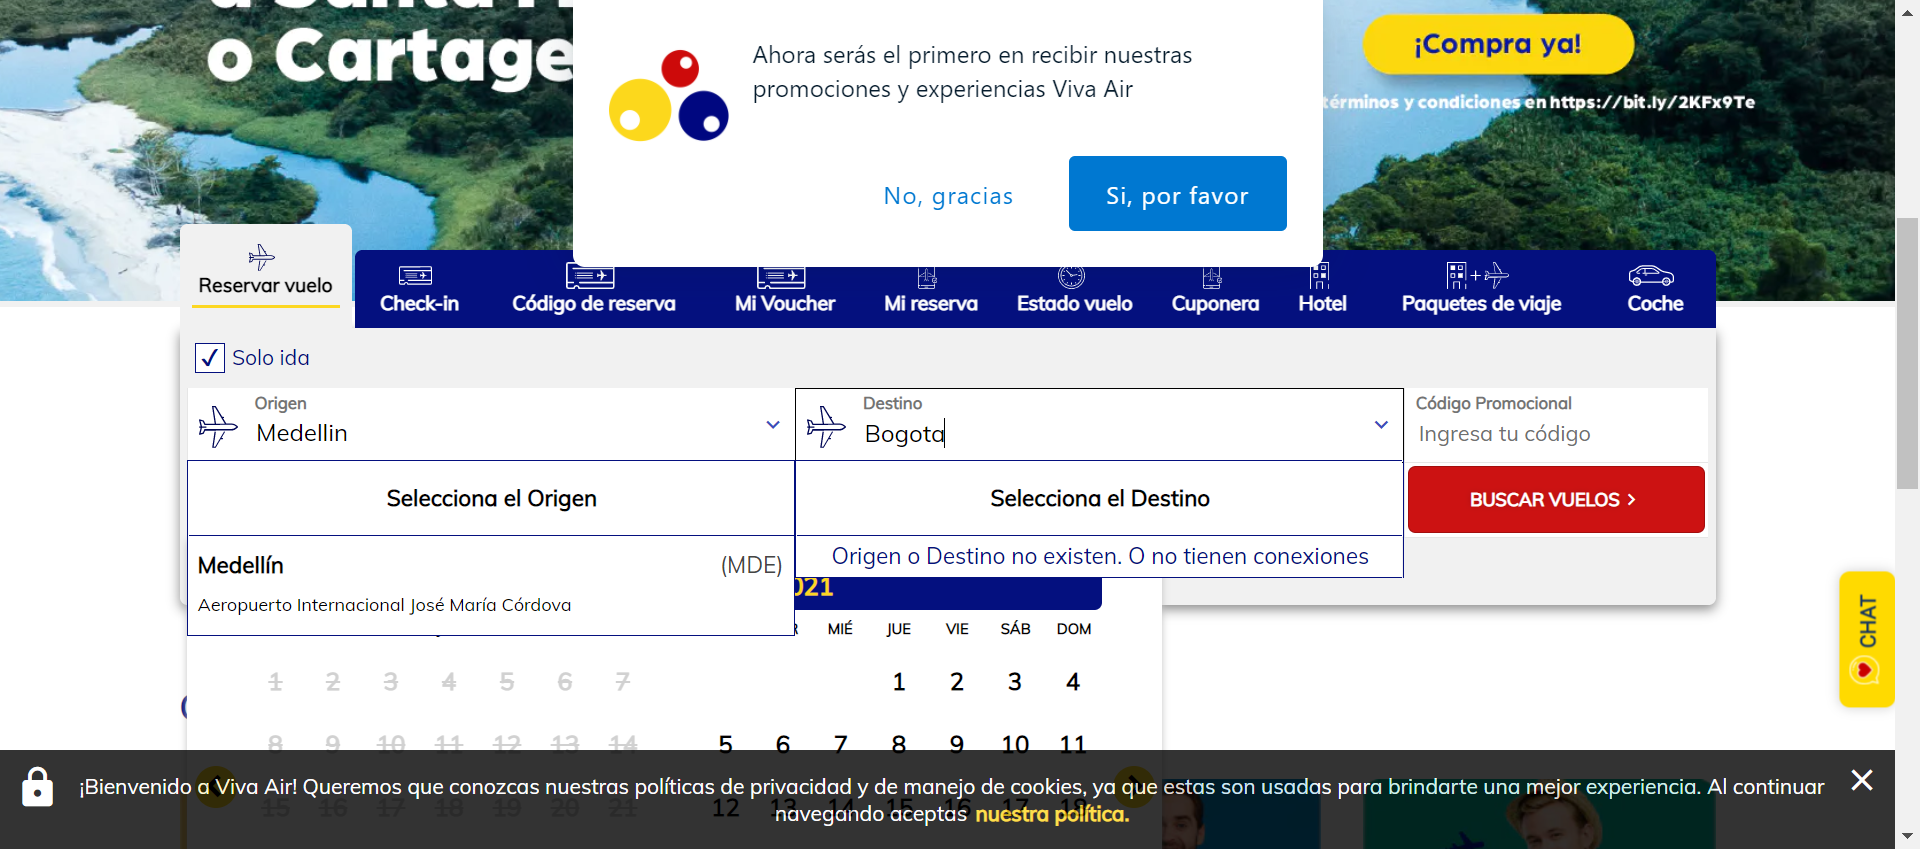 o Cartage
Ahora serás el primero en recibir nuestras
promociones y experiencias Viva Air
No, gracias
Si, por favor
¡Compra ya!
términos y condiciones en https://bit.ly/2KFx9Te
Reservar vuelo
Check-in
Código de reserva
Mi Voucher
Mi reserva
Estado vuelo
Cuponera
Hotel
Paquetes de viaje
Coche
Solo ida
Origen
Medellin
Destino
Bogota
Código Promocional
Ingresa tu código
Selecciona el Origen
Selecciona el Destino
BUSCAR VUELOS
Medellín (MDE)
Aeropuerto Internacional José María Córdova
Origen o Destino no existen. O no tienen conexiones
021
MIÉ JUE VIE SÁB DOM
1 2 3 4 5 6 7
1 2 3 4
8 9 10 11 12 13 14
5 6 7 8 9 10 11
15 16 17 18 19 20 21
12 13 14 15 16 17 18
CHAT
¡Bienvenido a Viva Air! Queremos que conozcas nuestras políticas de privacidad y de manejo de cookies, ya que estas son usadas para brindarte una mejor experiencia. Al continuar
navegando aceptas nuestra política.